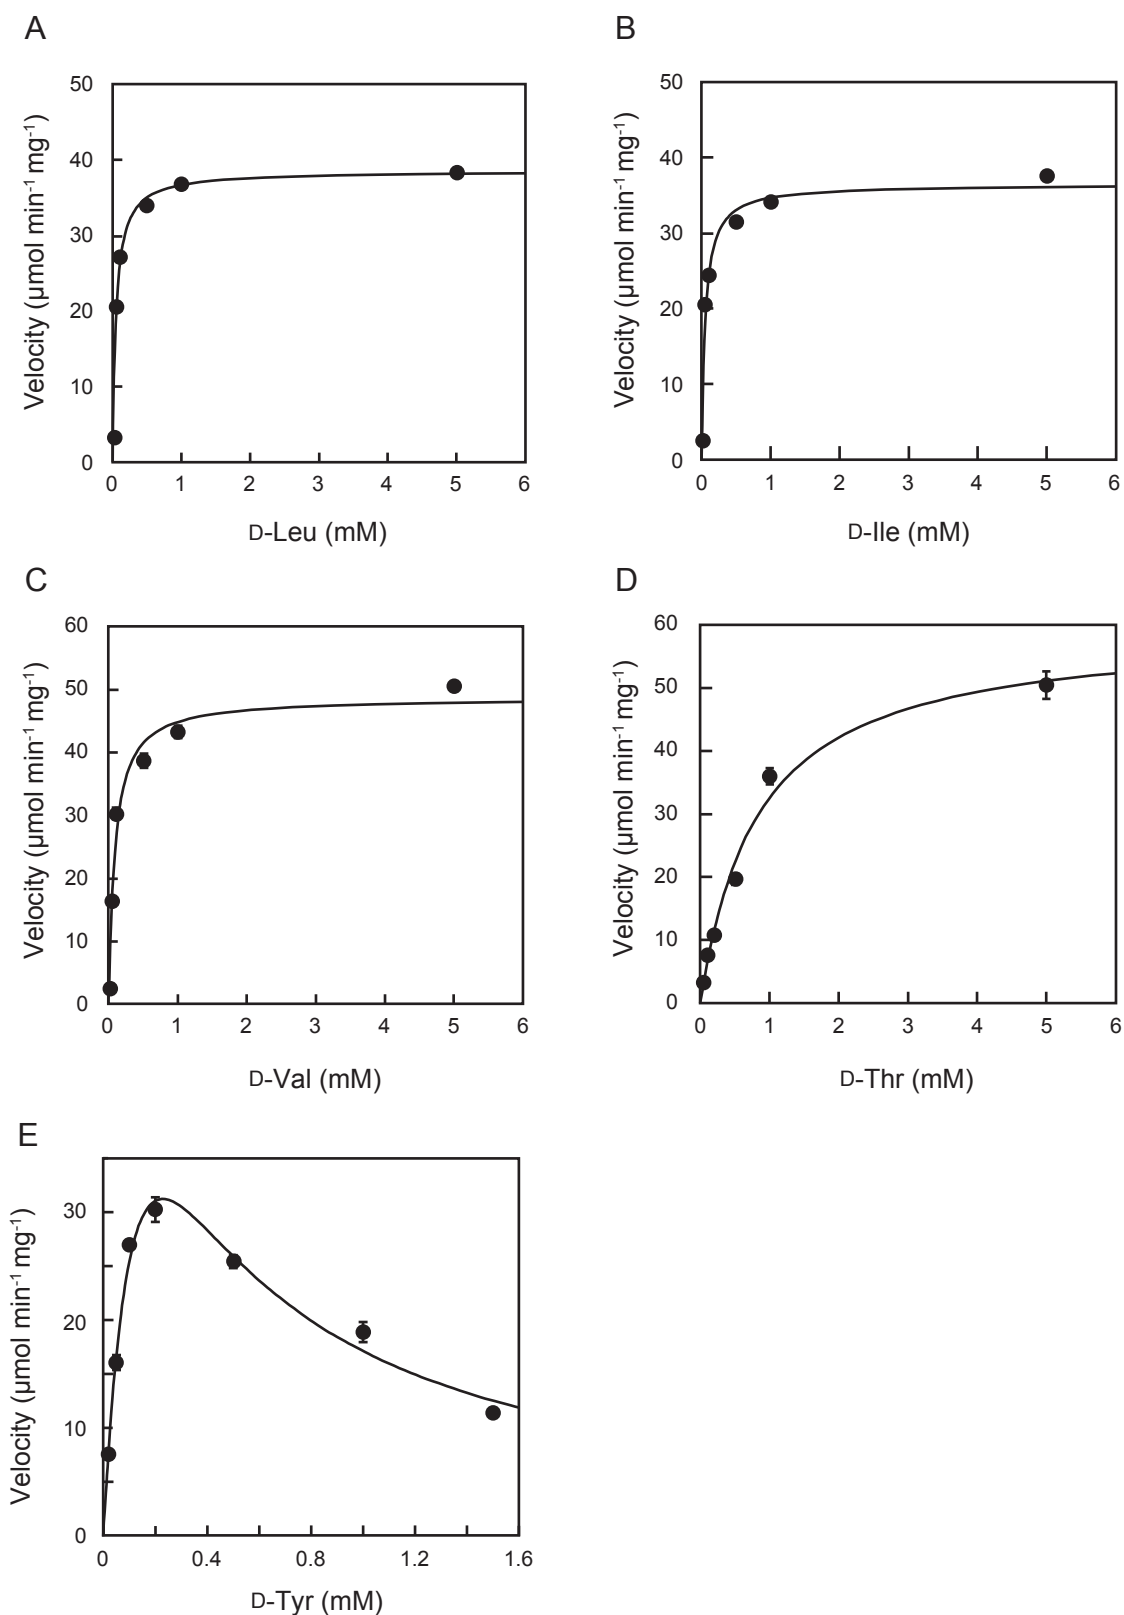 A
50
40
30
20
10
0
Velocity (µmol min⁻¹ mg⁻¹)
0 1 2 3 4 5 6
D-Leu (mM)
B
50
40
30
20
10
0
Velocity (µmol min⁻¹ mg⁻¹)
0 1 2 3 4 5 6
D-Ile (mM)
C
60
50
40
30
20
10
0
Velocity (µmol min⁻¹ mg⁻¹)
0 1 2 3 4 5 6
D-Val (mM)
D
60
50
40
30
20
10
0
Velocity (µmol min⁻¹ mg⁻¹)
0 1 2 3 4 5 6
D-Thr (mM)
E
30
20
10
0
Velocity (µmol min⁻¹ mg⁻¹)
0 0.4 0.8 1.2 1.6
D-Tyr (mM)